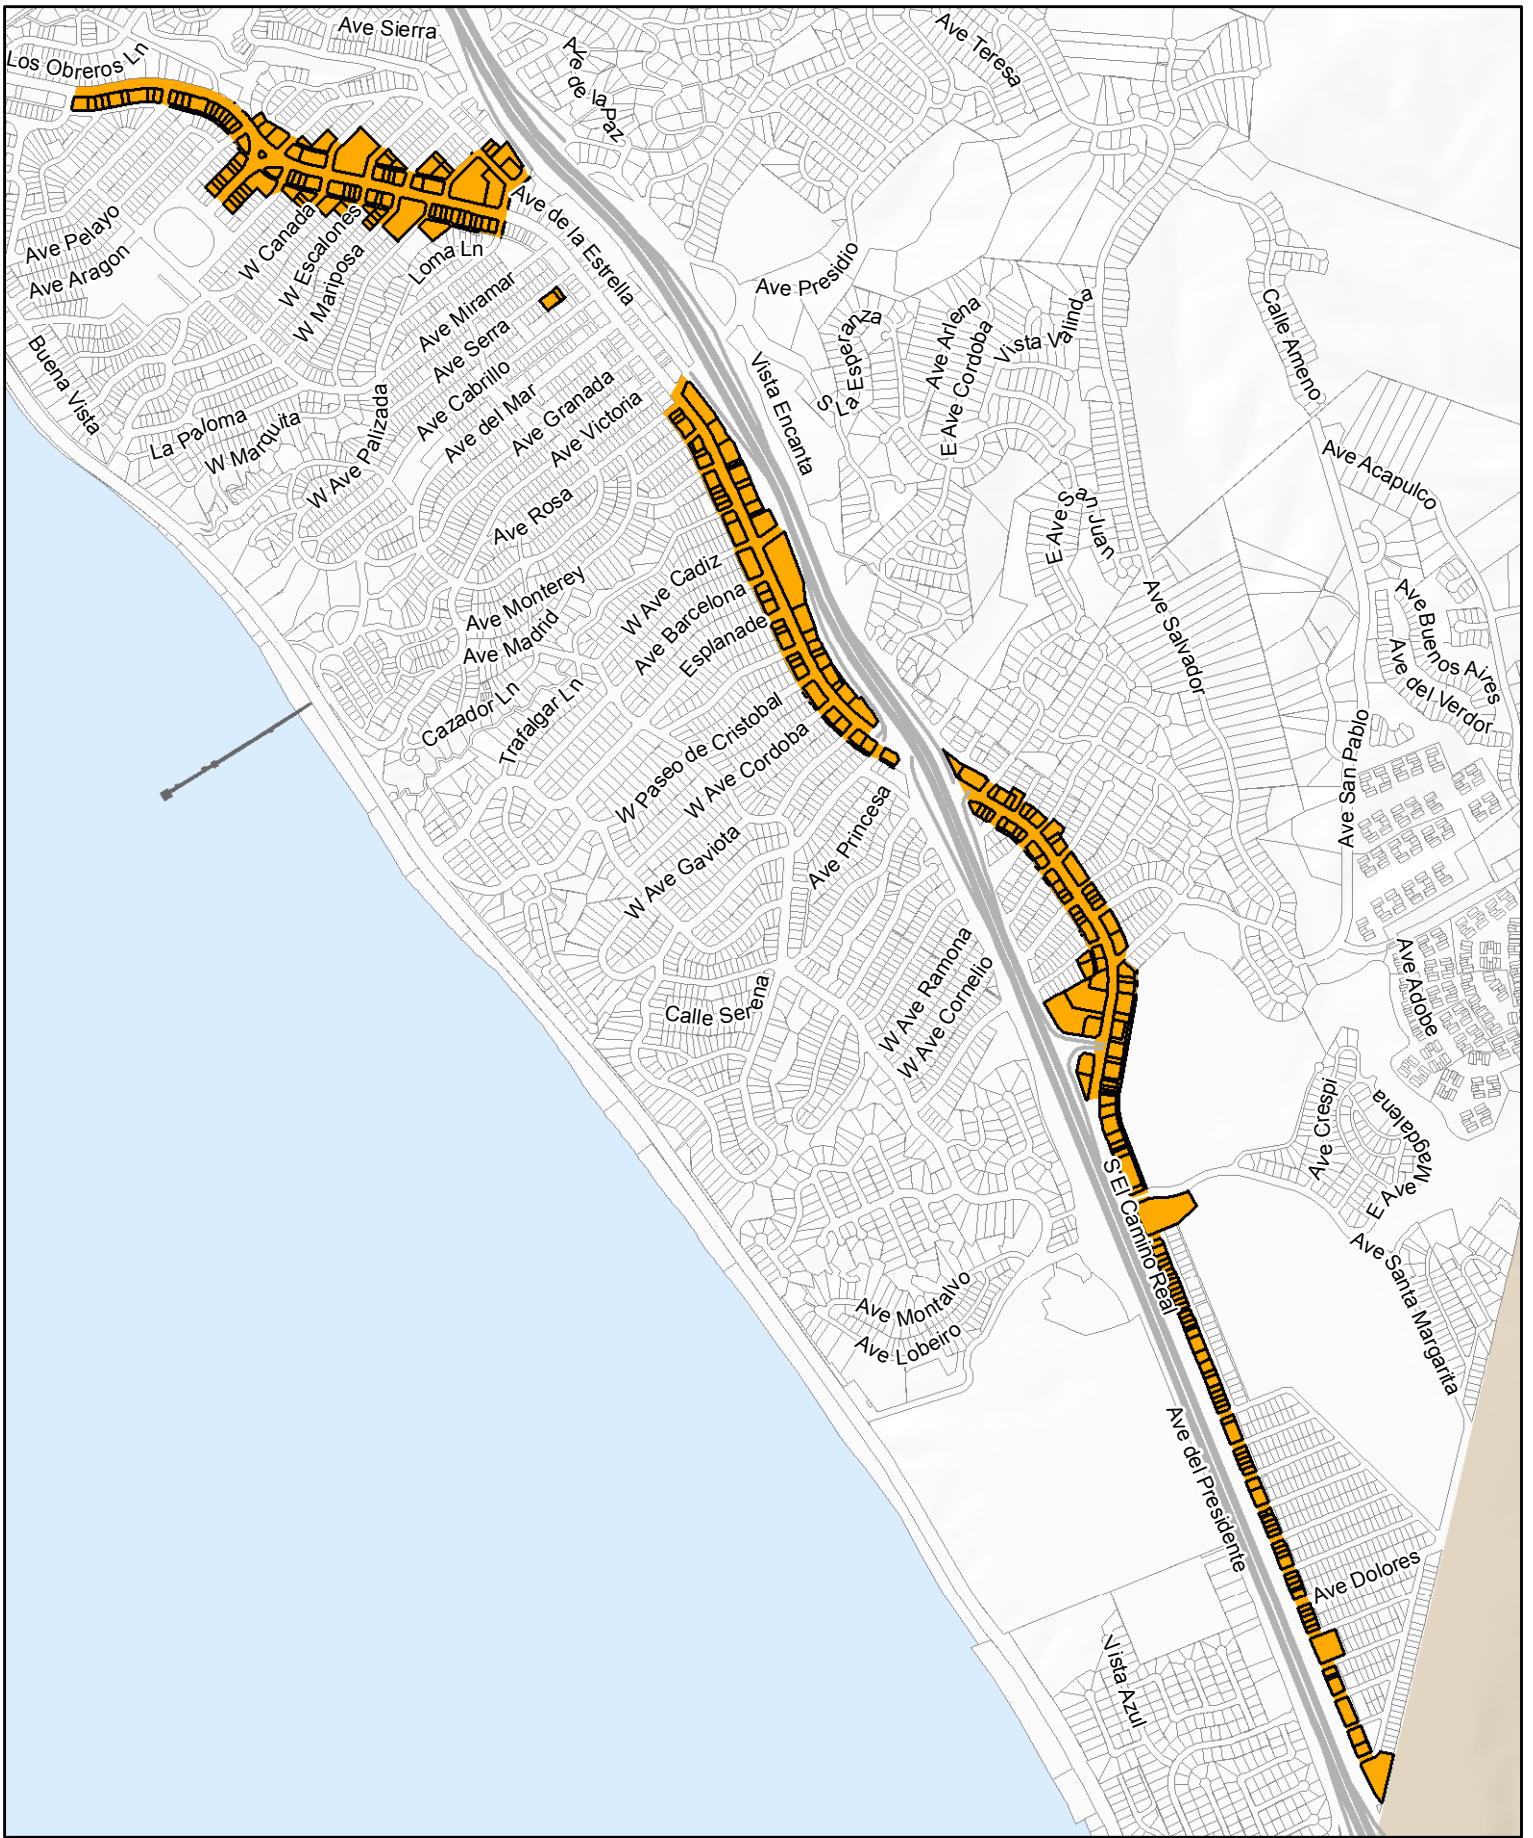 Ave Sierra
Los Obreros Ln
Ave de la Paz
Ave Teresa
Ave Pelayo
Ave Aragon
W Canada
W Escalones
W Mariposa
Loma Ln
Ave de la Estrella
Ave Presidio
Ave Miramar
Ave Serra
Ave Cabrillo
Ave del Mar
Ave Granada
Ave Victoria
Buena Vista
La Paloma
W Marquita
W Ave Palizada
Vista Encanta
S La Esperanza
Ave Arlena
E Ave Cordoba
Vista Valinda
Calle Ameno
Ave Acapulco
Ave Rosa
E Ave San Juan
Ave Monterey
Ave Madrid
W Ave Cadiz
Ave Barcelona
Esplanade
Ave Salvador
Ave Buenos Aires
Ave del Verdor
Cazador Ln
Trafalgar Ln
W Paseo de Cristobal
W Ave Cordoba
Ave San Pablo
W Ave Gaviota
Ave Princesa
W Ave Ramona
W Ave Cornelio
Calle Serena
Ave Adobe
Ave Crespi
E Ave Magdalena
S El Camino Real
Ave Santa Margarita
Ave Montalvo
Ave Lobeiro
Ave del Presidente
Ave Dolores
Vista Azul